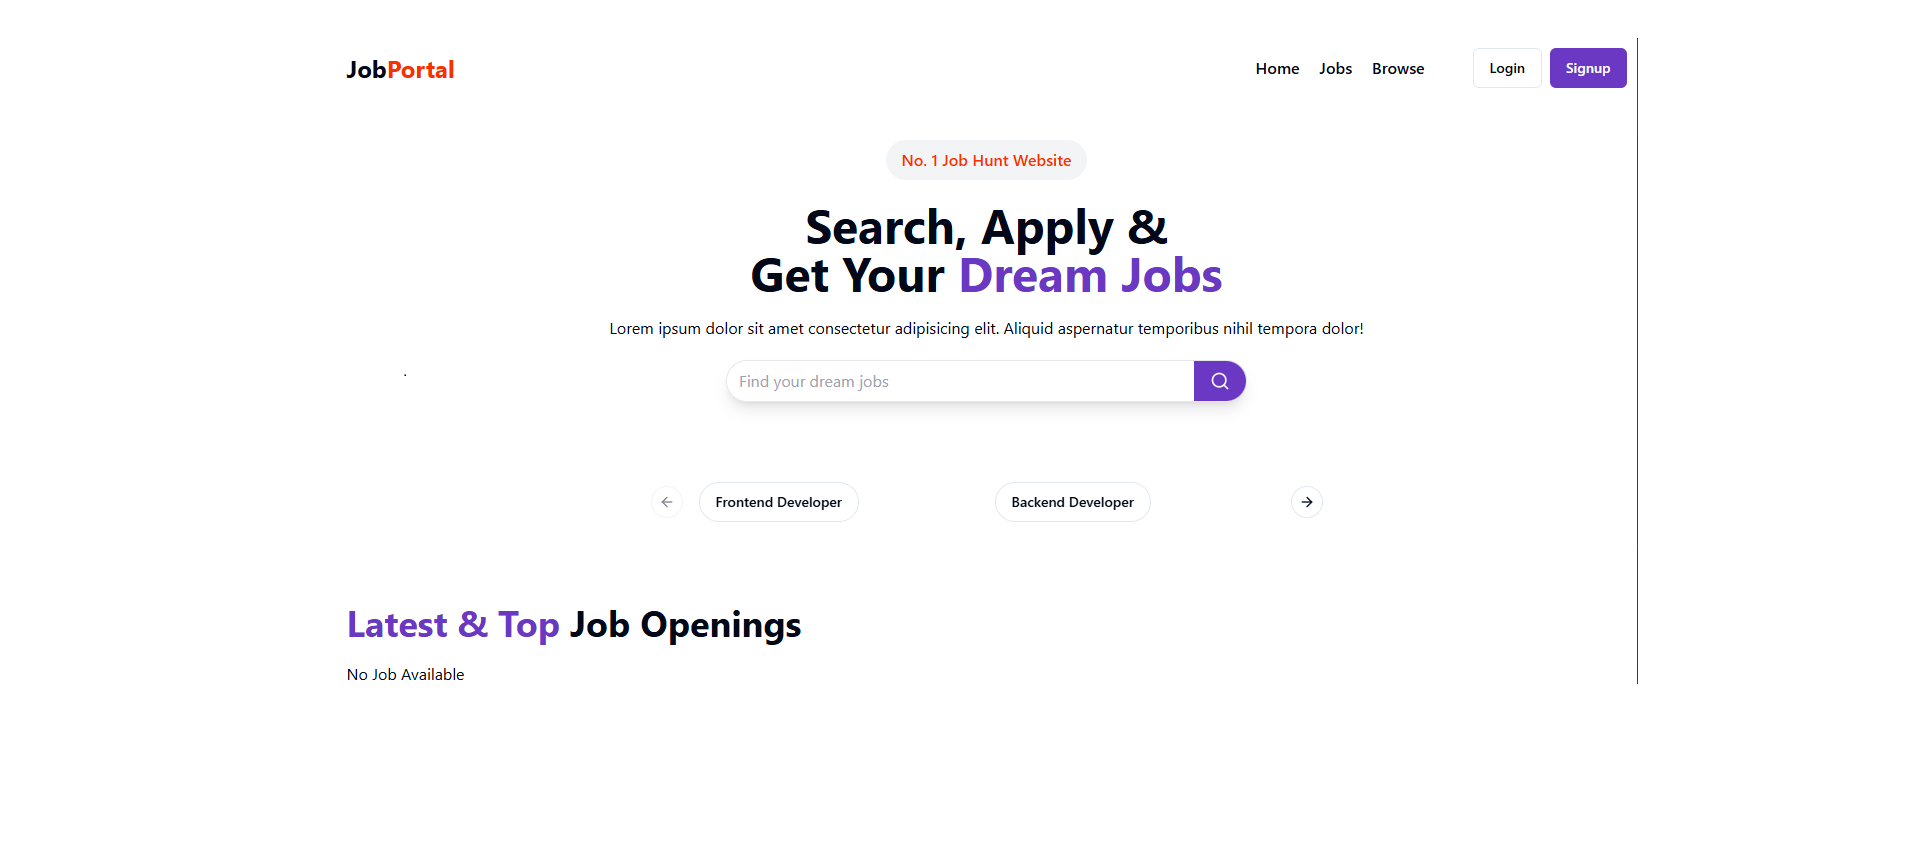 JobPortal
Home Jobs Browse Login Signup
No. 1 Job Hunt Website
Search, Apply &
Get Your Dream Jobs
Lorem ipsum dolor sit amet consectetur adipisicing elit. Aliquid aspernatur temporibus nihil tempora dolor!
Find your dream jobs
Frontend Developer Backend Developer
Latest & Top Job Openings
No Job Available